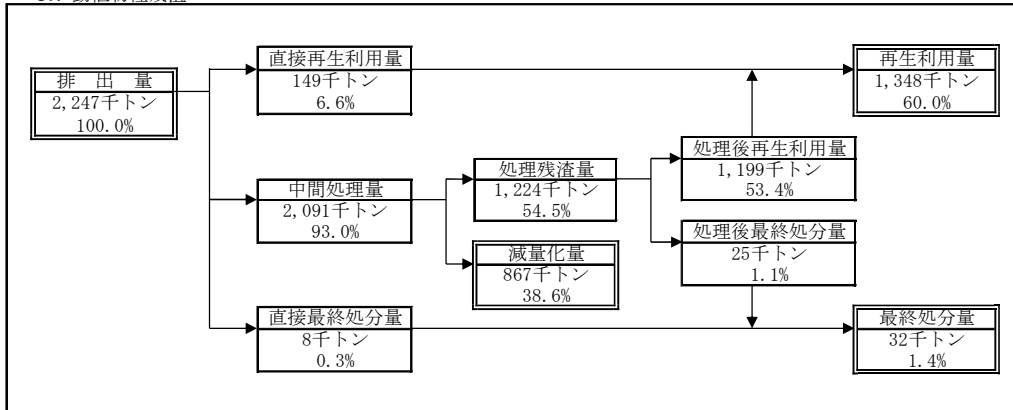 排 出 量
2,247千トン
100.0%
直接再生利用量
149千トン
6.6%
再生利用量
1,348千トン
60.0%
中間処理量
2,091千トン
93.0%
処理残渣量
1,224千トン
54.5%
処理後再生利用量
1,199千トン
53.4%
減量化量
867千トン
38.6%
処理後最終処分量
25千トン
1.1%
直接最終処分量
8千トン
0.3%
最終処分量
32千トン
1.4%